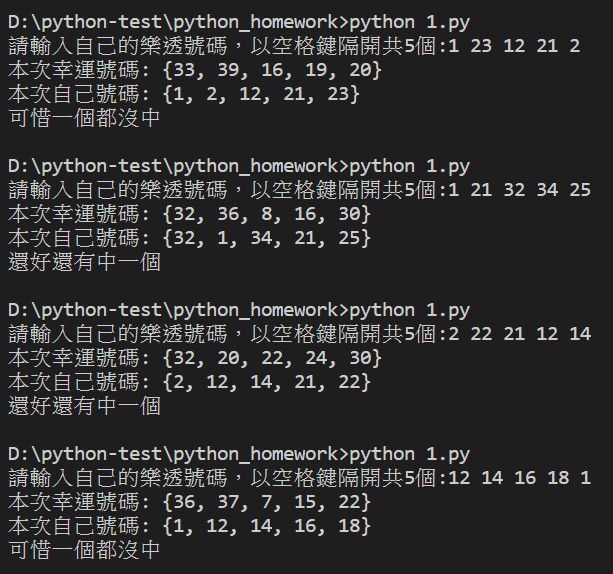 D:\python-test\python_homework>python 1.py
請輸入自己的樂透號碼，以空格鍵隔開共5個:1 23 12 21 2
本次幸運號碼: {33, 39, 16, 19, 20}
本次自己號碼: {1, 2, 12, 21, 23}
可惜一個都沒中
D:\python-test\python_homework>python 1.py
請輸入自己的樂透號碼，以空格鍵隔開共5個:1 21 32 34 25
本次幸運號碼: {32, 36, 8, 16, 30}
本次自己號碼: {32, 1, 34, 21, 25}
還好還有中一個
D:\python-test\python_homework>python 1.py
請輸入自己的樂透號碼，以空格鍵隔開共5個:2 22 21 12 14
本次幸運號碼: {32, 20, 22, 24, 30}
本次自己號碼: {2, 12, 14, 21, 22}
還好還有中一個
D:\python-test\python_homework>python 1.py
請輸入自己的樂透號碼，以空格鍵隔開共5個:12 14 16 18 1
本次幸運號碼: {36, 37, 7, 15, 22}
本次自己號碼: {1, 12, 14, 16, 18}
可惜一個都沒中